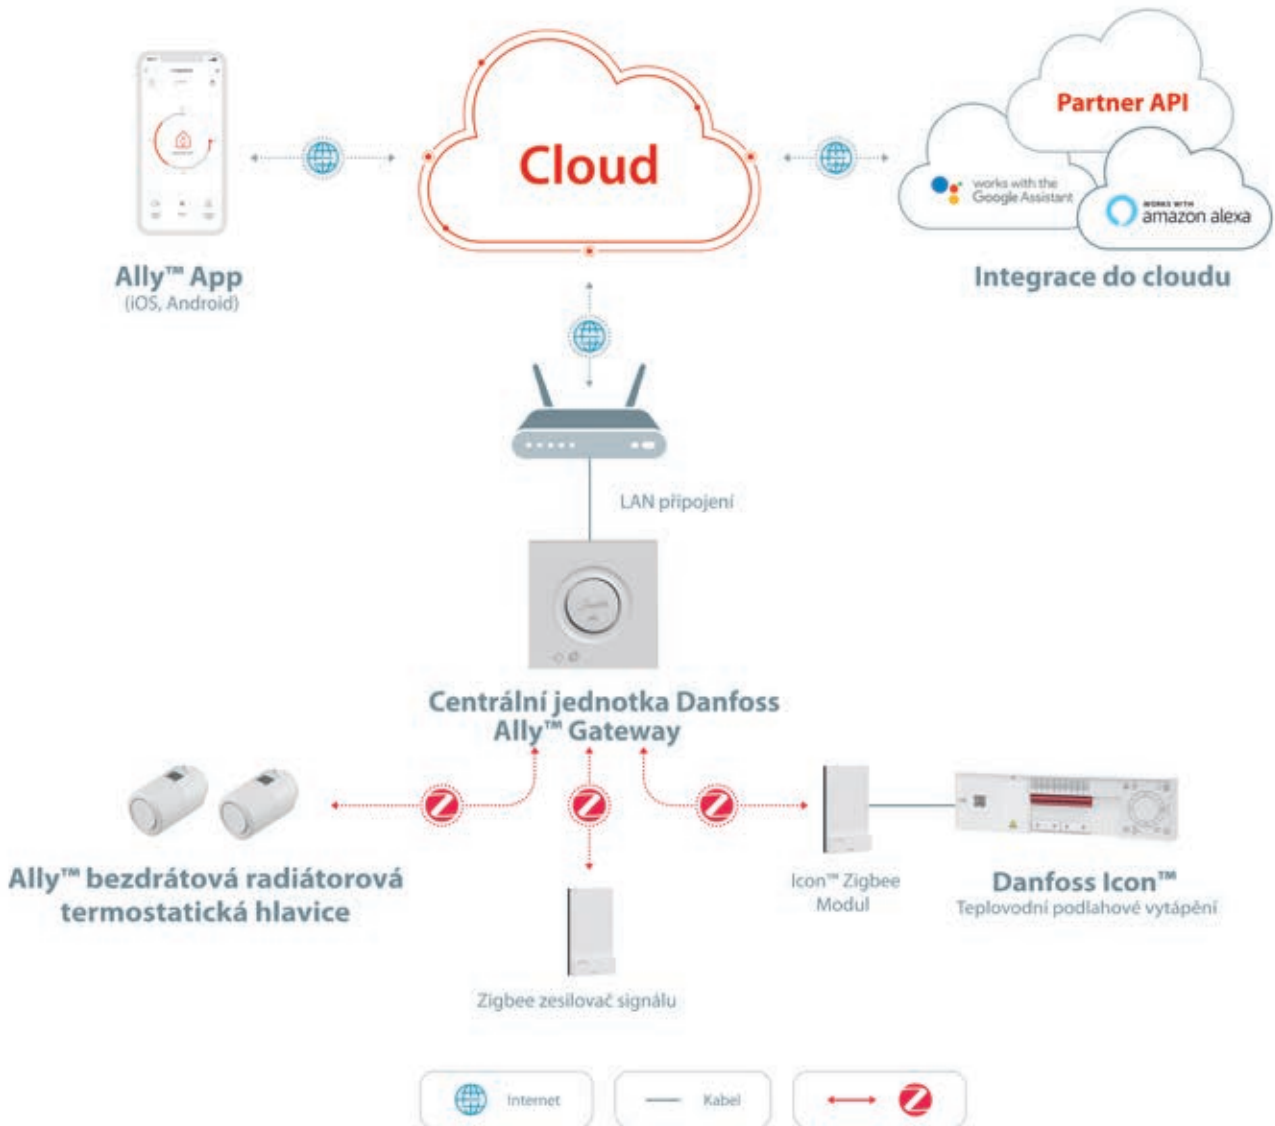 Partner API
Cloud
works with the
Google Assistant
WORKS WITH
amazon alexa
Ally™ App
(iOS, Android)
Integrace do cloudu
LAN připojení
Centrální jednotka Danfoss
Ally™ Gateway
Ally™ bezdrátová radiátorová
termostatická hlavice
Icon™ Zigbee
Modul
Danfoss Icon™
Teplovodní podlahové vytápění
Zigbee zesilovač signálu
Internet
Kabel